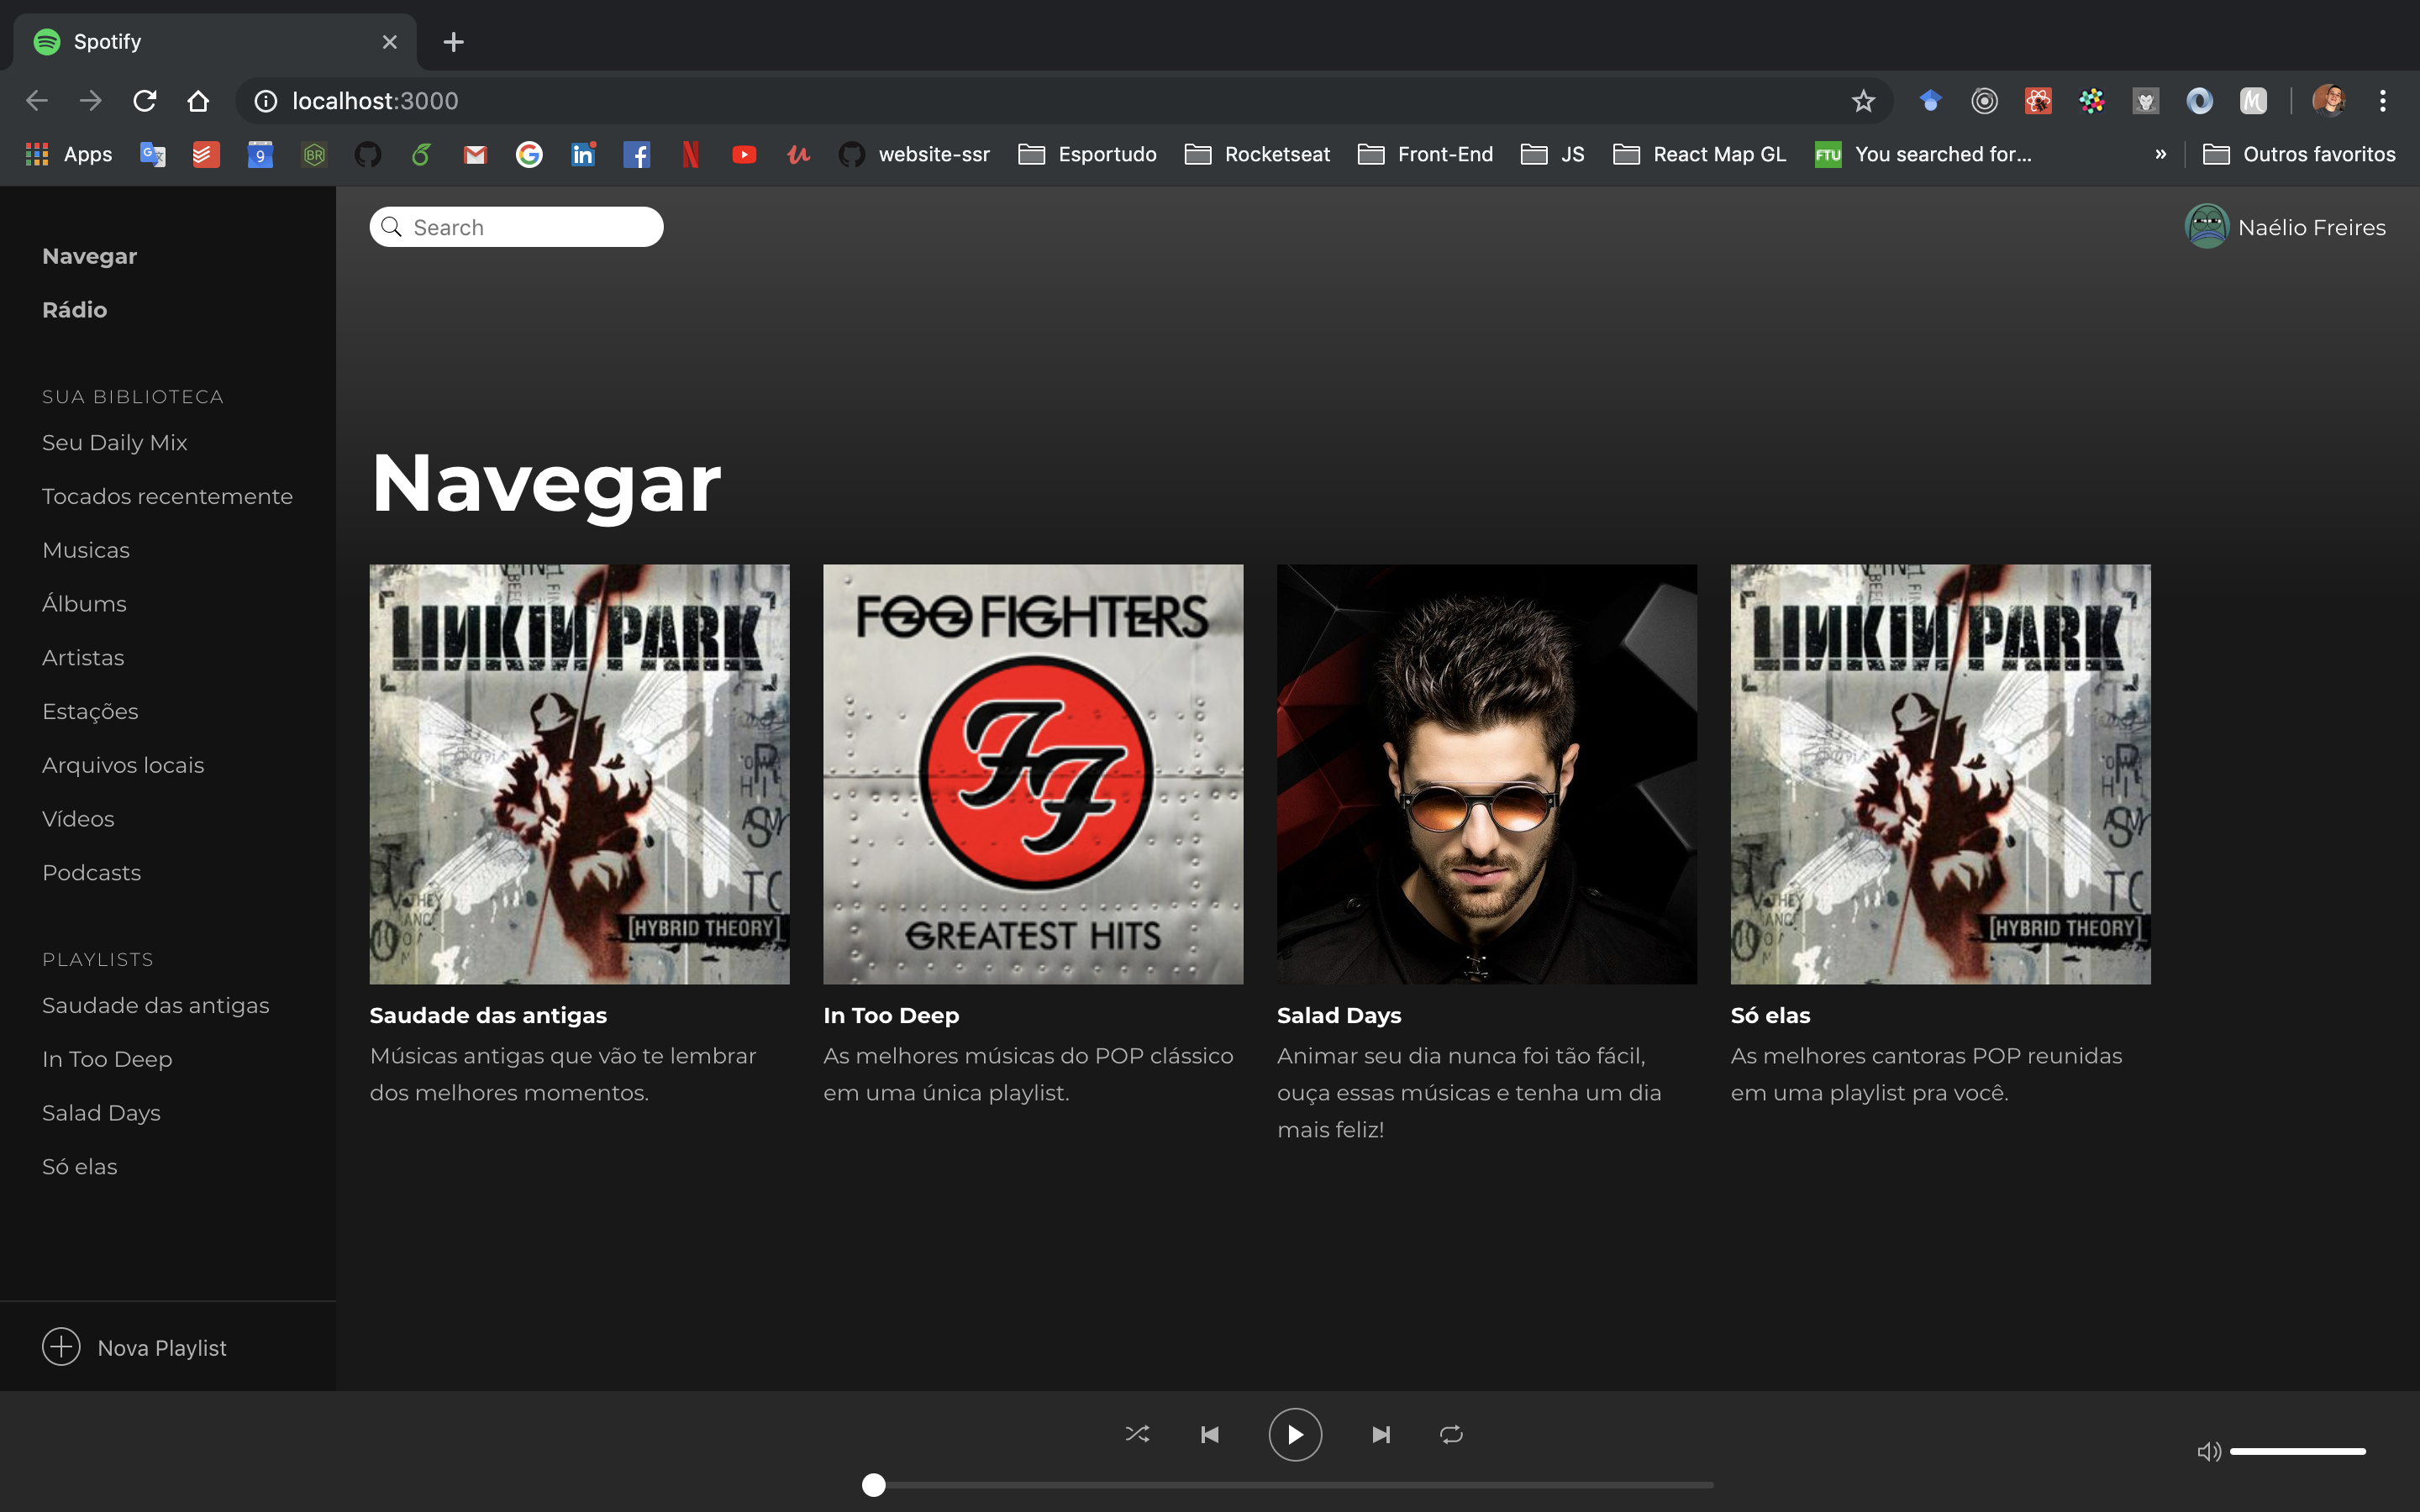 Spotify
localhost:3000
Apps
9
BR
website-ssr
Esportudo
Rocketseat
Front-End
JS
React Map GL
FTU
You searched for...
»
Outros favoritos
Search
Naélio Freires
Navegar
Rádio
SUA BIBLIOTECA
Seu Daily Mix
Tocados recentemente
Musicas
Álbums
Artistas
Estações
Arquivos locais
Vídeos
Podcasts
PLAYLISTS
Saudade das antigas
In Too Deep
Salad Days
Só elas
Nova Playlist
Navegar
LINKIN PARK
[HYBRID THEORY]
Saudade das antigas
Músicas antigas que vão te lembrar
dos melhores momentos.
FOO FIGHTERS
FF
GREATEST HITS
In Too Deep
As melhores músicas do POP clássico
em uma única playlist.
Salad Days
Animar seu dia nunca foi tão fácil,
ouça essas músicas e tenha um dia
mais feliz!
LINKIN PARK
[HYBRID THEORY]
Só elas
As melhores cantoras POP reunidas
em uma playlist pra você.